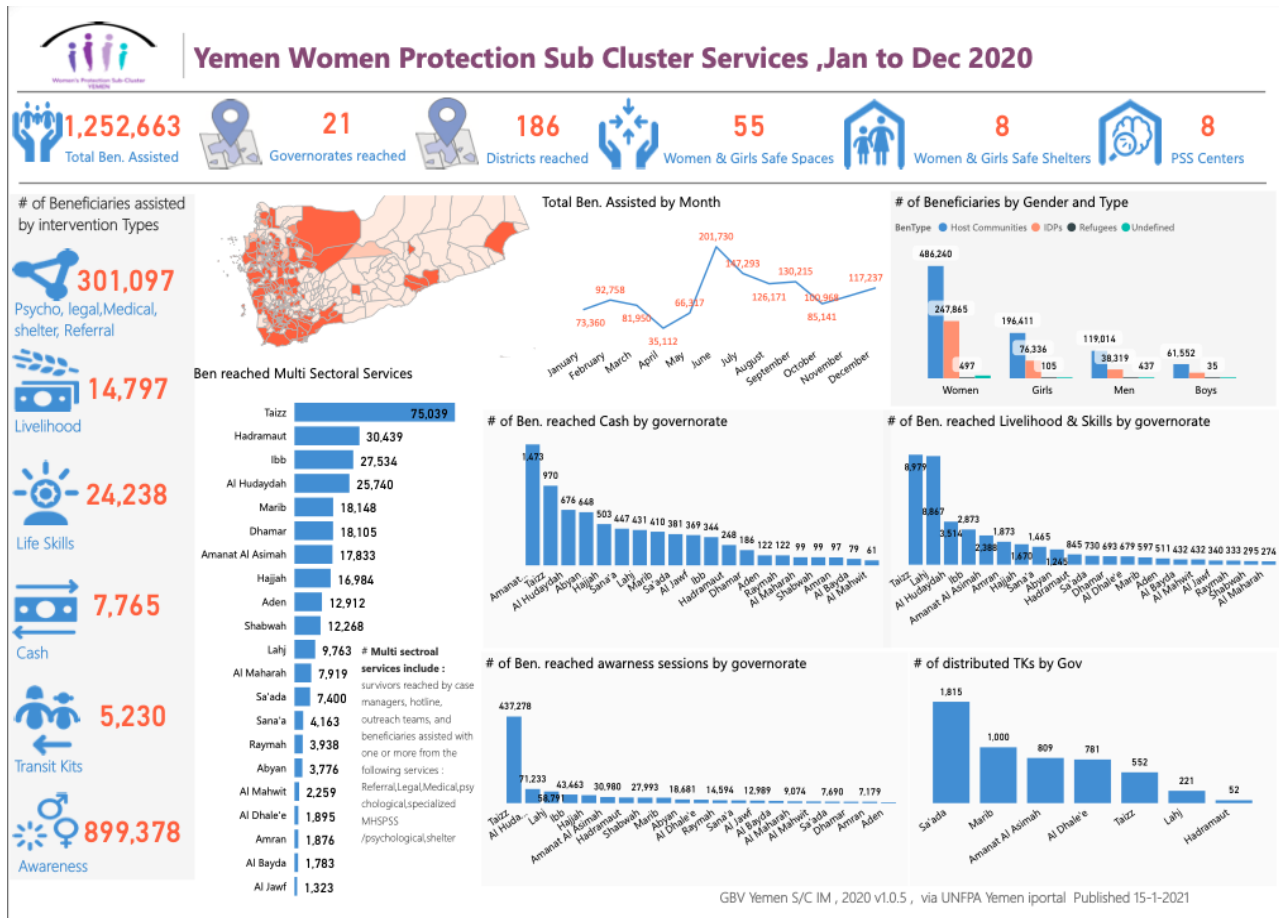 Women's Protection Sub-Cluster
YEMEN
Yemen Women Protection Sub Cluster Services ,Jan to Dec 2020
1,252,663
Total Ben. Assisted
21
Governorates reached
186
Districts reached
55
Women & Girls Safe Spaces
8
Women & Girls Safe Shelters
8
PSS Centers
# of Beneficiaries assisted
by intervention Types
301,097
Psycho, legal,Medical,
shelter, Referral
14,797
Livelihood
24,238
Life Skills
7,765
Cash
5,230
Transit Kits
899,378
Awareness
Total Ben. Assisted by Month
73,360
92,758
81,950
35,112
66,317
201,730
147,293
126,171
130,215
85,141
100,968
117,237
January
February
March
April
May
June
July
August
September
October
November
December
# of Beneficiaries by Gender and Type
BenType Host Communities IDPs Refugees Undefined
486,240
247,865
497
196,411
76,336
105
119,014
38,319
437
61,552
35
Women Girls Men Boys
Ben reached Multi Sectoral Services
Taizz 75,039
Hadramaut 30,439
Ibb 27,534
Al Hudaydah 25,740
Marib 18,148
Dhamar 18,105
Amanat Al Asimah 17,833
Hajjah 16,984
Aden 12,912
Shabwah 12,268
Lahj 9,763
Al Maharah 7,919
Sa'ada 7,400
Sana'a 4,163
Raymah 3,938
Abyan 3,776
Al Mahwit 2,259
Al Dhale'e 1,895
Amran 1,876
Al Bayda 1,783
Al Jawf 1,323
# Multi sectroal
services include :
survivors reached by case
managers, hotline,
outreach teams, and
beneficiaries assisted with
one or more from the
following services :
Referral,Legal,Medical,psy
chological,specialized
MHSPSS
/psychological,shelter
# of Ben. reached Cash by governorate
1,473
970
676
648
503
447
431
410
381
369
344
248
186
122
122
99
99
97
79
61
Amanat...
Taizz
Al Hudaydah
Abyan
Hajjah
Sana'a
Lahj
Marib
Sa'ada
Al Jawf
Ibb
Hadramaut
Dhamar
Aden
Raymah
Al Maharah
Shabwah
Amran
Al Bayda
Al Mahwit
# of Ben. reached Livelihood & Skills by governorate
8,979
8,867
3,514
2,873
2,388
1,873
1,670
1,465
1,245
845
730
693
679
597
511
432
432
340
333
295
274
Taizz
Lahj
Al Hudaydah
Ibb
Amanat Al Asimah
Amran
Hajjah
Sana'a
Abyan
Hadramaut
Sa'ada
Dhamar
Al Dhale'e
Marib
Aden
Al Bayda
Al Mahwit
Al Jawf
Raymah
Shabwah
Al Maharah
# of Ben. reached awarness sessions by governorate
437,278
71,233
58,791
43,463
30,980
27,993
18,681
14,594
12,989
9,074
7,690
7,179
Taizz
Al Huda...
Lahj
Ibb
Hajjah
Amanat Al Asimah
Hadramaut
Shabwah
Marib
Abyan
Al Dhale'e
Raymah
Sana'a
Al Jawf
Al Bayda
Al Maharah
Al Mahwit
Sa'ada
Dhamar
Amran
Aden
# of distributed TKs by Gov
1,815
1,000
809
781
552
221
52
Sa'ada
Marib
Amanat Al Asimah
Al Dhale'e
Taizz
Lahj
Hadramaut
GBV Yemen S/C IM , 2020 v1.0.5 , via UNFPA Yemen iportal Published 15-1-2021